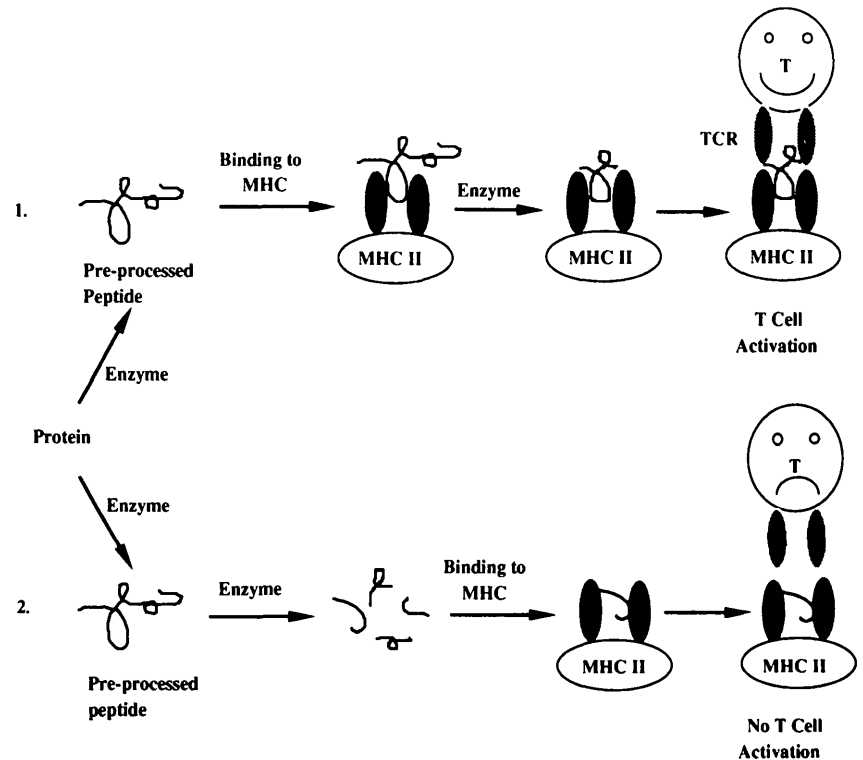 T
TCR
Binding to
MHC
Enzyme
1.
MHC II
MHC II
MHC II
Pre-processed
Peptide
T Cell
Activation
Enzyme
Protein
Enzyme
T
2.
Enzyme
Binding to
MHC
MHC II
MHC II
Pre-processed
peptide
No T Cell
Activation